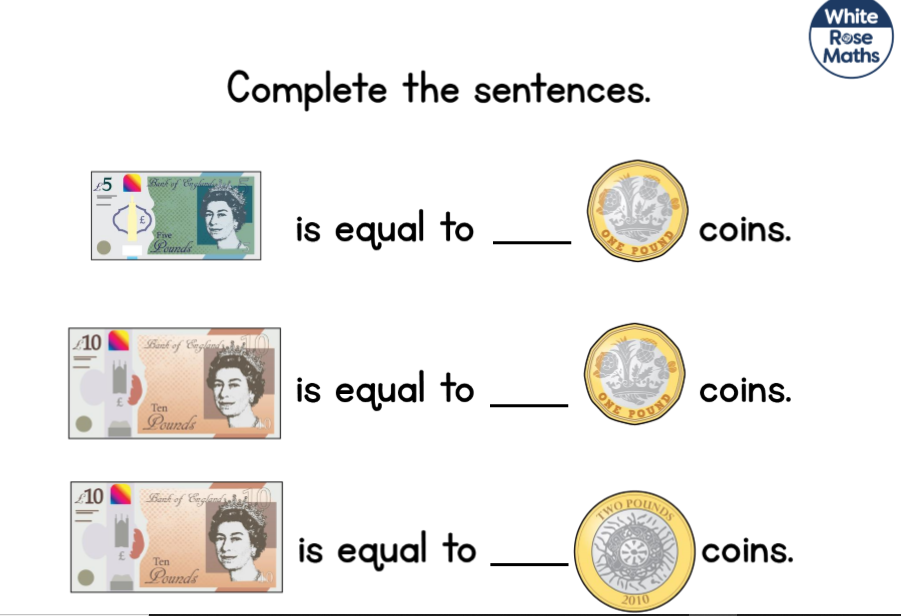 White
Rose
Maths
Complete the sentences.
£5
Bank of England
Five
Pounds
£
is equal to ____
ONE POUND
coins.
£10
Bank of England
10
Ten
Pounds
£
is equal to ____
ONE POUND
coins.
£10
Bank of England
10
Ten
Pounds
£
is equal to ____
TWO POUNDS
2010
coins.